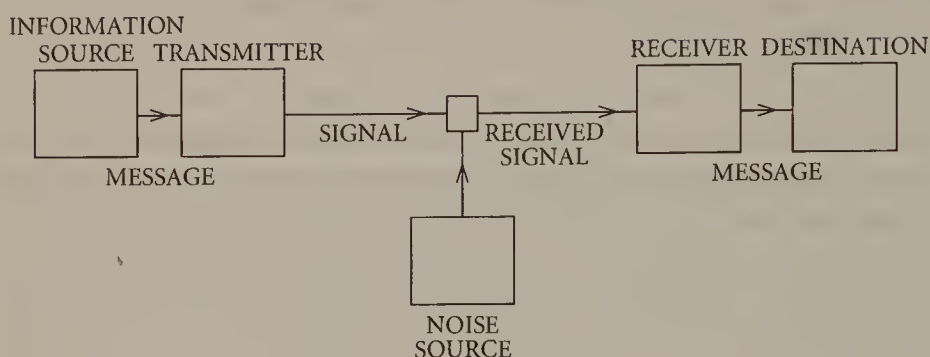 INFORMATION
SOURCE TRANSMITTER
RECEIVER DESTINATION
SIGNAL
RECEIVED
SIGNAL
MESSAGE
MESSAGE
NOISE
SOURCE